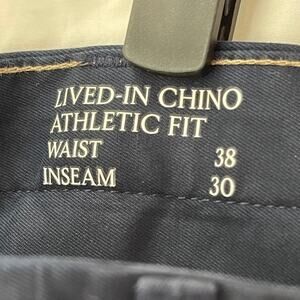 LIVED-IN CHINO
ATHLETIC FIT
WAIST 38
INSEAM 30